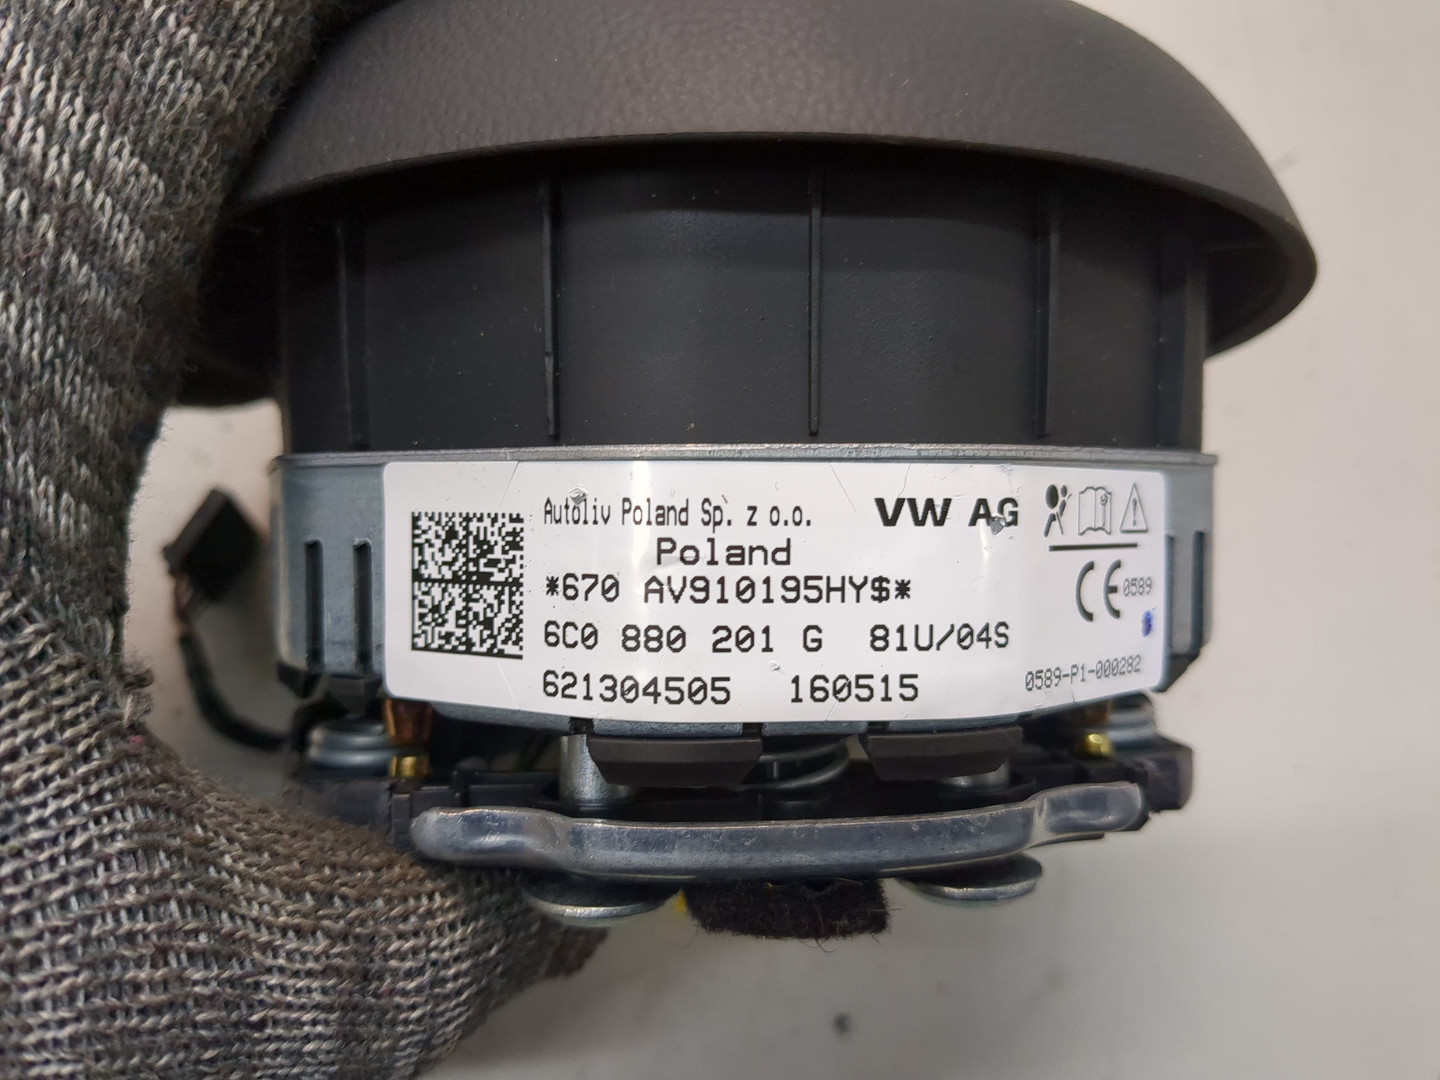 Autoliv Poland Sp. z o.o. VW AG
Poland
*670 AV910195HY$*
CE 0589
6C0 880 201 G 81U/04S
621304505 160515
0589-P1-000282